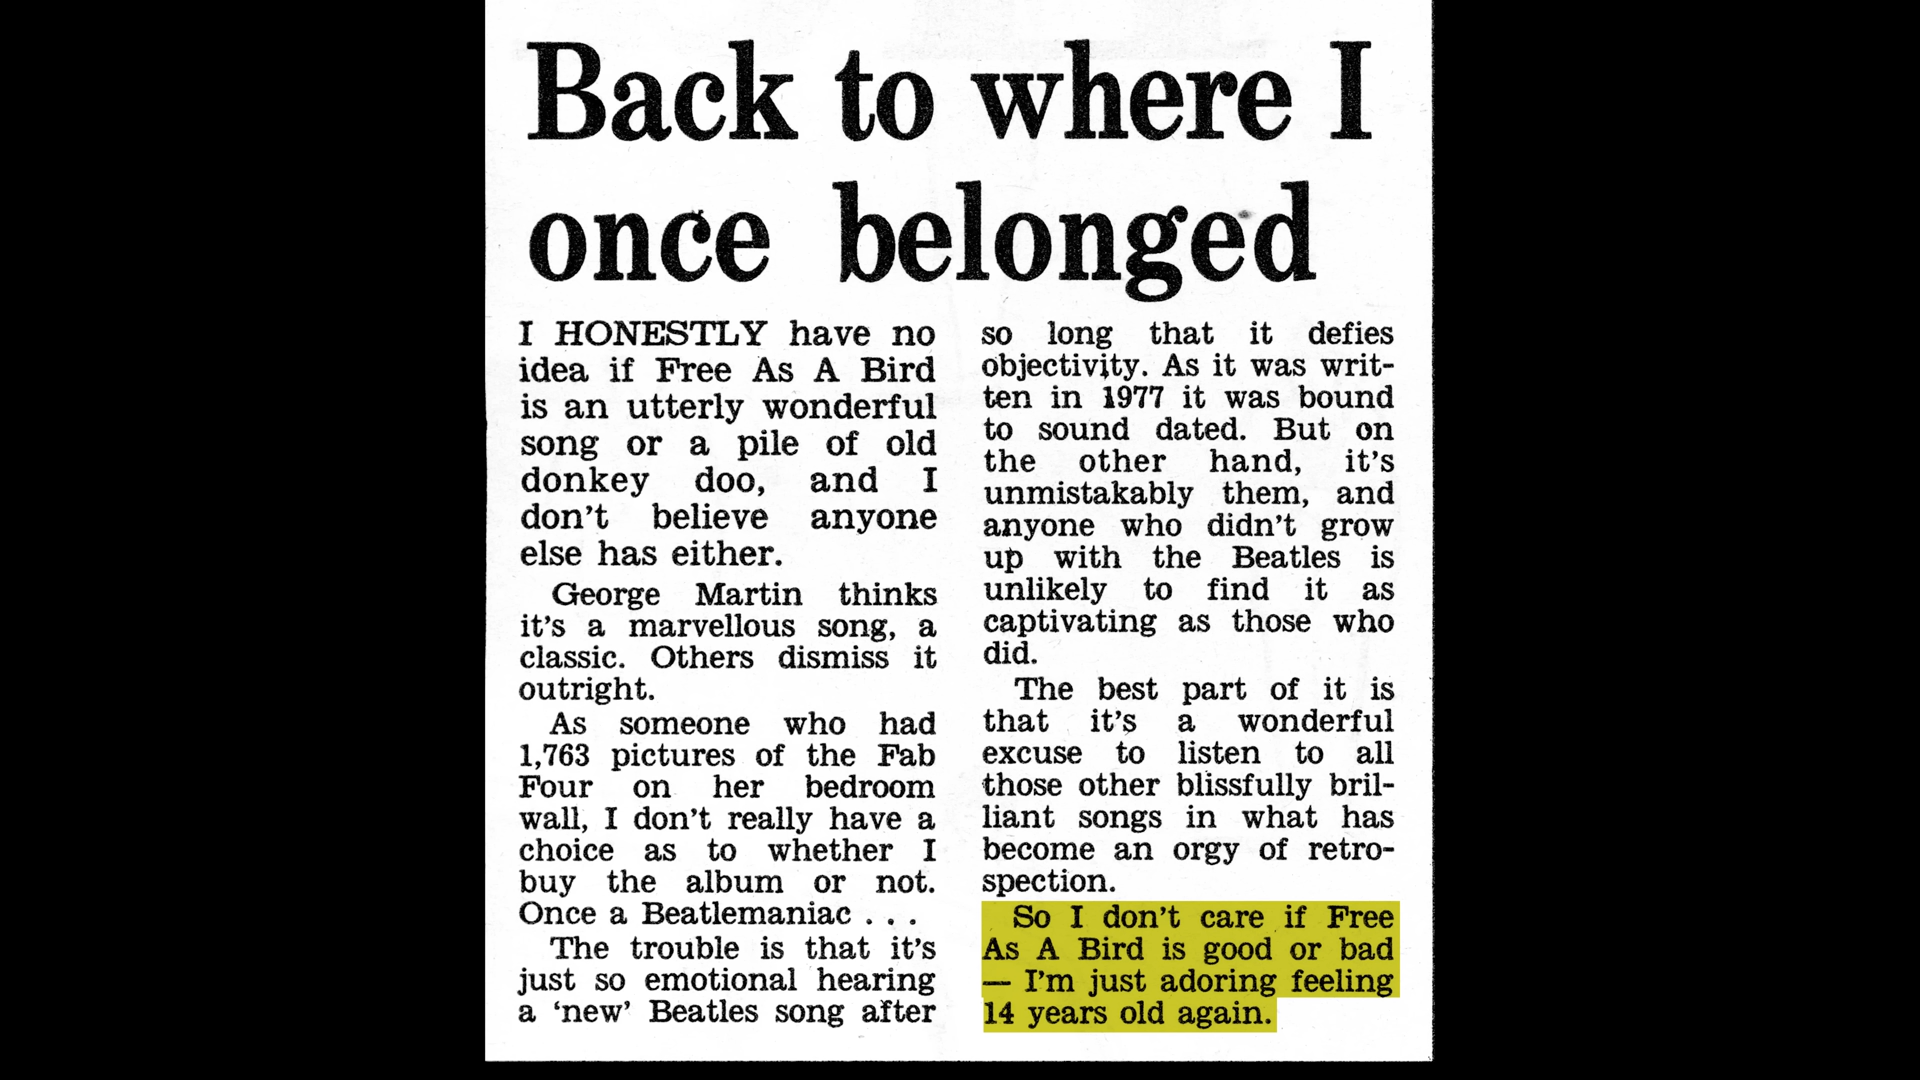 Back to where I
once belonged
I HONESTLY have no
idea if Free As A Bird
is an utterly wonderful
song or a pile of old
donkey doo, and I
don't believe anyone
else has either.
George Martin thinks
it's a marvellous song, a
classic. Others dismiss it
outright.
As someone who had
1,763 pictures of the Fab
Four on her bedroom
wall, I don't really have a
choice as to whether I
buy the album or not.
Once a Beatlemaniac . . .
The trouble is that it's
just so emotional hearing
a ‘new’ Beatles song after
so long that it defies
objectivity. As it was writ-
ten in 1977 it was bound
to sound dated. But on
the other hand, it's
unmistakably them, and
anyone who didn't grow
up with the Beatles is
unlikely to find it as
captivating as those who
did.
The best part of it is
that it's a wonderful
excuse to listen to all
those other blissfully bril-
liant songs in what has
become an orgy of retro-
spection.
So I don't care if Free
As A Bird is good or bad
— I'm just adoring feeling
14 years old again.